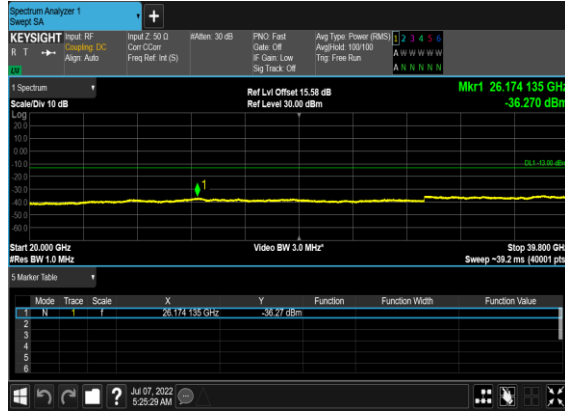 Spectrum Analyzer 1
Swept SA
+
KEYSIGHT Input: RF Input Z: 50 Ω #Atten: 30 dB PNO: Fast Avg Type: Power (RMS) 1 2 3 4 5 6
R T Coupling: DC Corr CCorr Gate: Off Avg|Hold: 100/100 A W W W W W
Align: Auto Freq Ref: Int (S) IF Gain: Low Trig: Free Run
LW Sig Track: Off A N N N N N
1 Spectrum Ref Lvl Offset 15.58 dB Mkr1 26.174 135 GHz
Scale/Div 10 dB Ref Level 30.00 dBm -36.270 dBm
Log
20.0
10.0
0.00
-10.0 DL1 -13.00 dBm
-20.0
-30.0 1
-40.0
-50.0
-60.0
Start 20.000 GHz Video BW 3.0 MHz* Stop 39.800 GHz
#Res BW 1.0 MHz Sweep ~39.2 ms (40001 pts)
5 Marker Table
Mode Trace Scale X Y Function Function Width Function Value
1 N 1 f 26.174 135 GHz -36.27 dBm
2
3
4
5
6
? Jul 07, 2022
5:25:29 AM